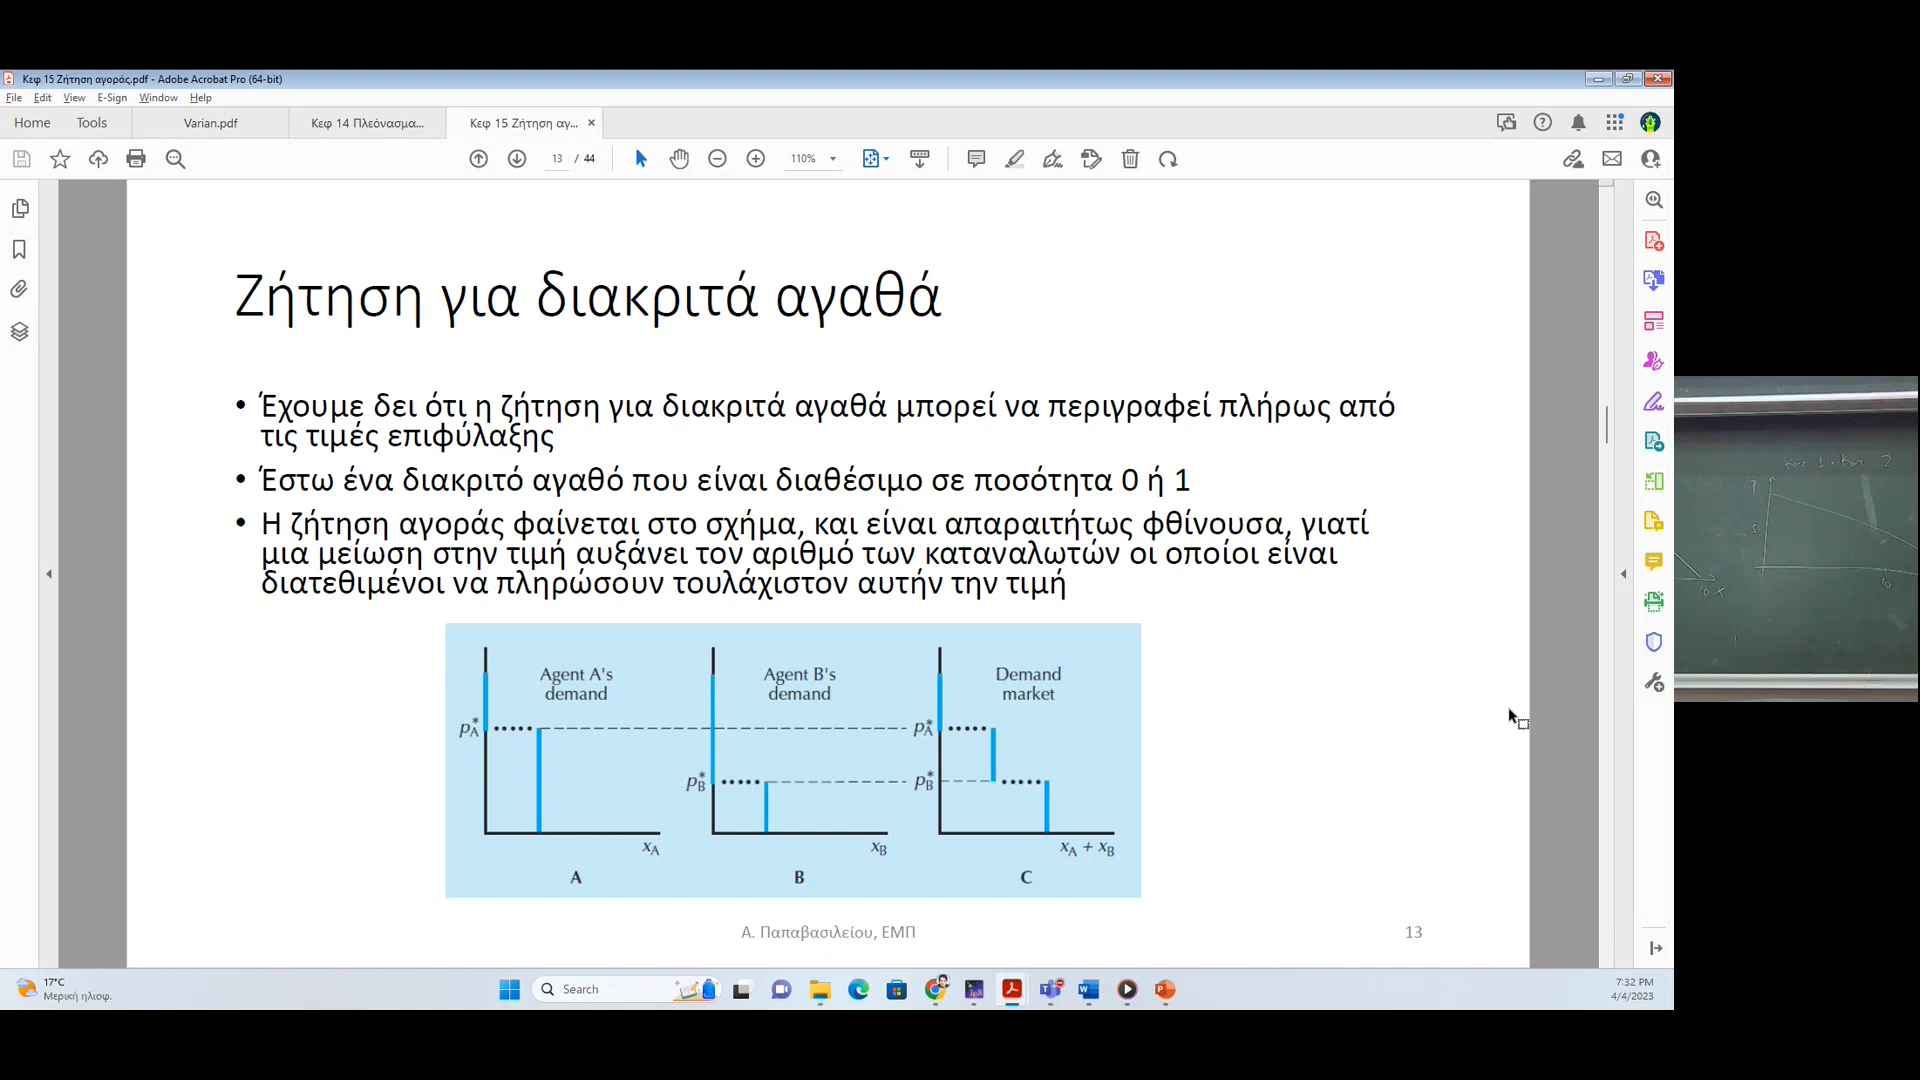 Κεφ 15 Ζήτηση αγοράς.pdf - Adobe Acrobat Pro (64-bit)
File Edit View E-Sign Window Help
Home Tools Varian.pdf Κεφ 14 Πλεόνασμα... Κεφ 15 Ζήτηση αγ...
13 / 44 110%
Ζήτηση για διακριτά αγαθά
• Έχουμε δει ότι η ζήτηση για διακριτά αγαθά μπορεί να περιγραφεί πλήρως από
τις τιμές επιφύλαξης
• Έστω ένα διακριτό αγαθό που είναι διαθέσιμο σε ποσότητα 0 ή 1
• Η ζήτηση αγοράς φαίνεται στο σχήμα, και είναι απαραιτήτως φθίνουσα, γιατί
μια μείωση στην τιμή αυξάνει τον αριθμό των καταναλωτών οι οποίοι είναι
διατεθιμένοι να πληρώσουν τουλάχιστον αυτήν την τιμή
Agent A's
demand
Agent B's
demand
Demand
market
p*A
p*B
p*A
p*B
xA
xB
xA + xB
A
B
C
Α. Παπαβασιλείου, ΕΜΠ
13
17°C
Μερική ηλιοφ.
Search
7:32 PM
4/4/2023